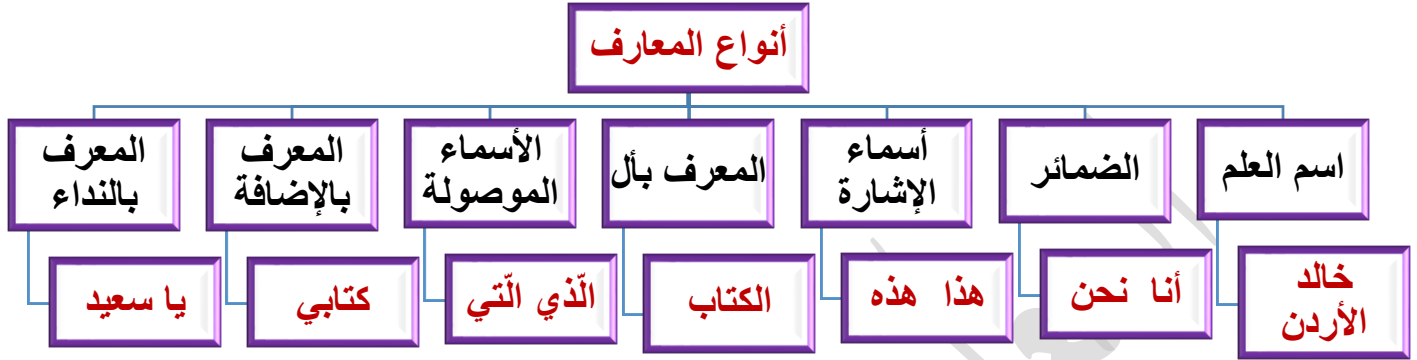 أنواع المعارف
اسم العلم
الضمائر
أسماء
الإشارة
المعرف بأل
الأسماء
الموصولة
المعرف
بالإضافة
المعرف
بالنداء
خالد
الأردن
أنا نحن
هذا هذه
الكتاب
الّذي الّتي
كتابي
يا سعيد